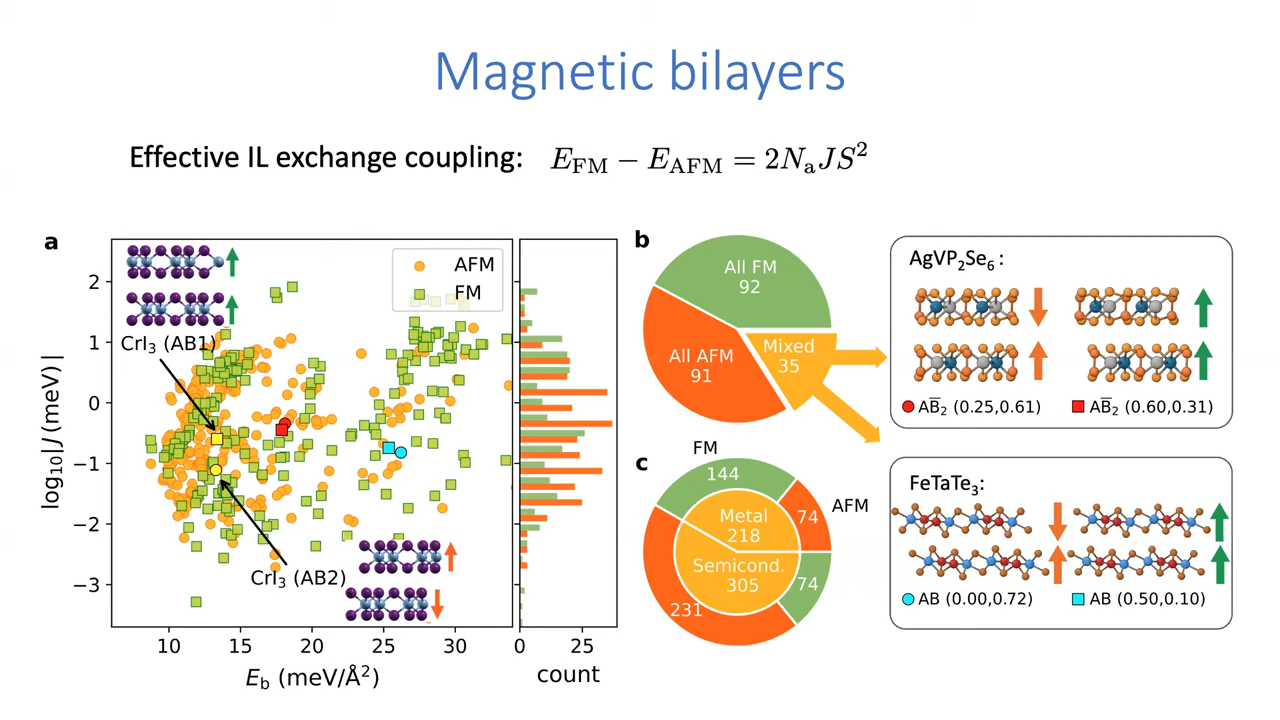 Magnetic bilayers
Effective IL exchange coupling: E_FM − E_AFM = 2N_aJS²
a
AFM
FM
CrI₃ (AB1)
CrI₃ (AB2)
log₁₀|J (meV)|
2
1
0
−1
−2
−3
10
15
20
25
30
E_b (meV/Å²)
0
25
count
b
All FM
92
All AFM
91
Mixed
35
AgVP₂Se₆ :
AB̅₂ (0.25,0.61)
AB̅₂ (0.60,0.31)
c
FM
144
AFM
74
Metal
218
Semicond.
305
74
231
FeTaTe₃:
AB (0.00,0.72)
AB (0.50,0.10)